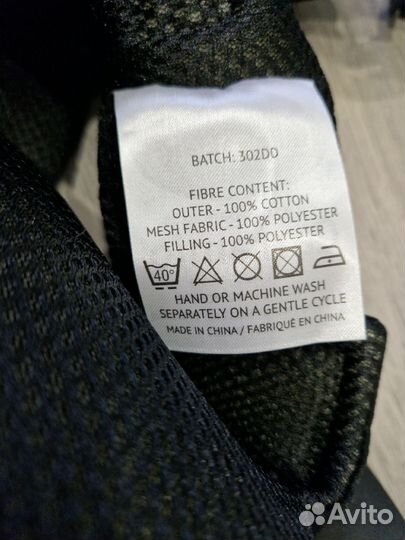 BATCH: 302DD
FIBRE CONTENT:
OUTER - 100% COTTON
MESH FABRIC - 100% POLYESTER
FILLING - 100% POLYESTER
40°
HAND OR MACHINE WASH
SEPARATELY ON A GENTLE CYCLE
MADE IN CHINA / FABRIQUÉ EN CHINA
Avito